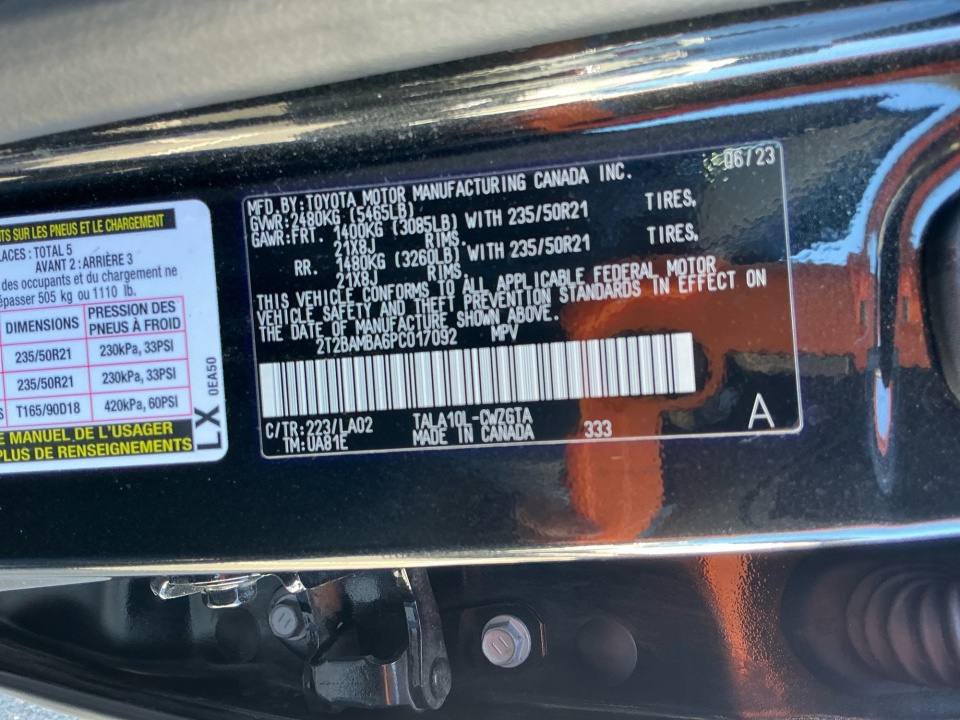 06/23
MFD.BY:TOYOTA MOTOR MANUFACTURING CANADA INC.
GVWR:2480KG (5465LB)
GAWR:FRT. 1400KG (3085LB) WITH 235/50R21 TIRES,
21X8J RIMS.
RR. 1480KG (3260LB) WITH 235/50R21 TIRES,
21X8J RIMS.
THIS VEHICLE CONFORMS TO ALL APPLICABLE FEDERAL MOTOR
VEHICLE SAFETY AND THEFT PREVENTION STANDARDS IN EFFECT ON
THE DATE OF MANUFACTURE SHOWN ABOVE.
2T2BAMBA6PC017092 MPV
C/TR:223/LA02 TALA10L-CWZGTA
TM:UA81E MADE IN CANADA 333
A
SUR LES PNEUS ET LE CHARGEMENT
PLACES : TOTAL 5
AVANT 2 : ARRIÈRE 3
des occupants et du chargement ne
dépasser 505 kg ou 1110 lb.
DIMENSIONS PRESSION DES
PNEUS À FROID
235/50R21 230kPa, 33PSI
235/50R21 230kPa, 33PSI
T165/90D18 420kPa, 60PSI
LE MANUEL DE L'USAGER
PLUS DE RENSEIGNEMENTS
LX 0EA50